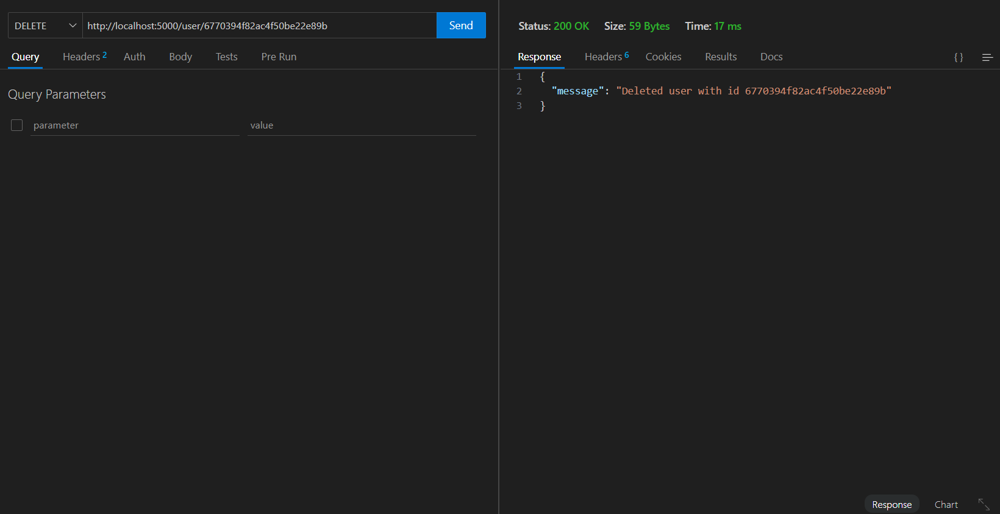 DELETE
http://localhost:5000/user/6770394f82ac4f50be22e89b
Send
Query Headers 2 Auth Body Tests Pre Run
Query Parameters
parameter value
Status: 200 OK Size: 59 Bytes Time: 17 ms
Response Headers 6 Cookies Results Docs { }
1 {
2 "message": "Deleted user with id 6770394f82ac4f50be22e89b"
3 }
Response Chart